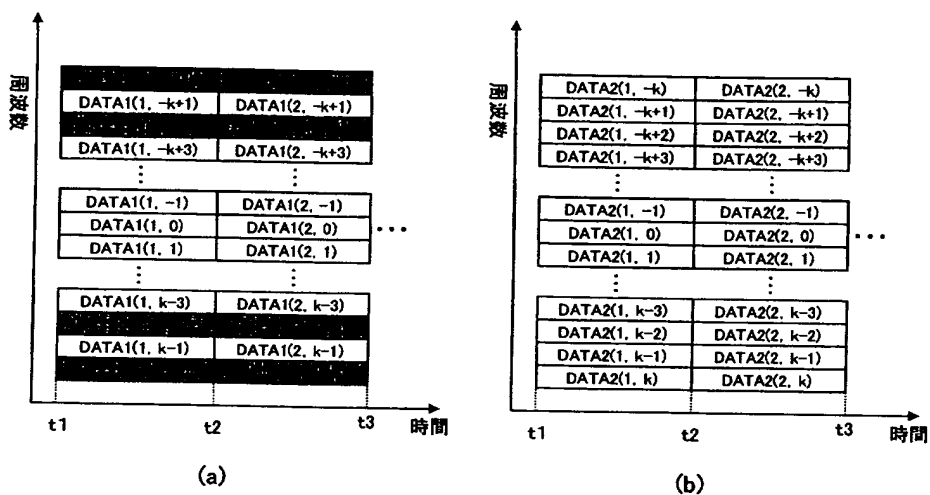 周波数
DATA1(1, -k+1) DATA1(2, -k+1)
DATA1(1, -k+3) DATA1(2, -k+3)
DATA1(1, -1) DATA1(2, -1)
DATA1(1, 0) DATA1(2, 0)
DATA1(1, 1) DATA1(2, 1)
DATA1(1, k-3) DATA1(2, k-3)
DATA1(1, k-1) DATA1(2, k-1)
t1 t2 t3 時間
(a)
周波数
DATA2(1, -k) DATA2(2, -k)
DATA2(1, -k+1) DATA2(2, -k+1)
DATA2(1, -k+2) DATA2(2, -k+2)
DATA2(1, -k+3) DATA2(2, -k+3)
DATA2(1, -1) DATA2(2, -1)
DATA2(1, 0) DATA2(2, 0)
DATA2(1, 1) DATA2(2, 1)
DATA2(1, k-3) DATA2(2, k-3)
DATA2(1, k-2) DATA2(2, k-2)
DATA2(1, k-1) DATA2(2, k-1)
DATA2(1, k) DATA2(2, k)
t1 t2 t3 時間
(b)